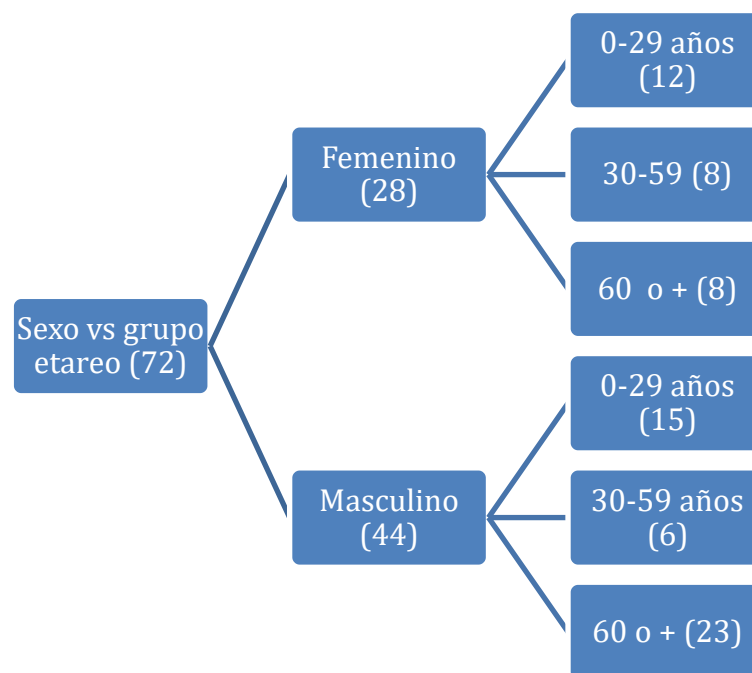 Sexo vs grupo
etareo (72)
Femenino
(28)
0-29 años
(12)
30-59 (8)
60 o + (8)
Masculino
(44)
0-29 años
(15)
30-59 años
(6)
60 o + (23)